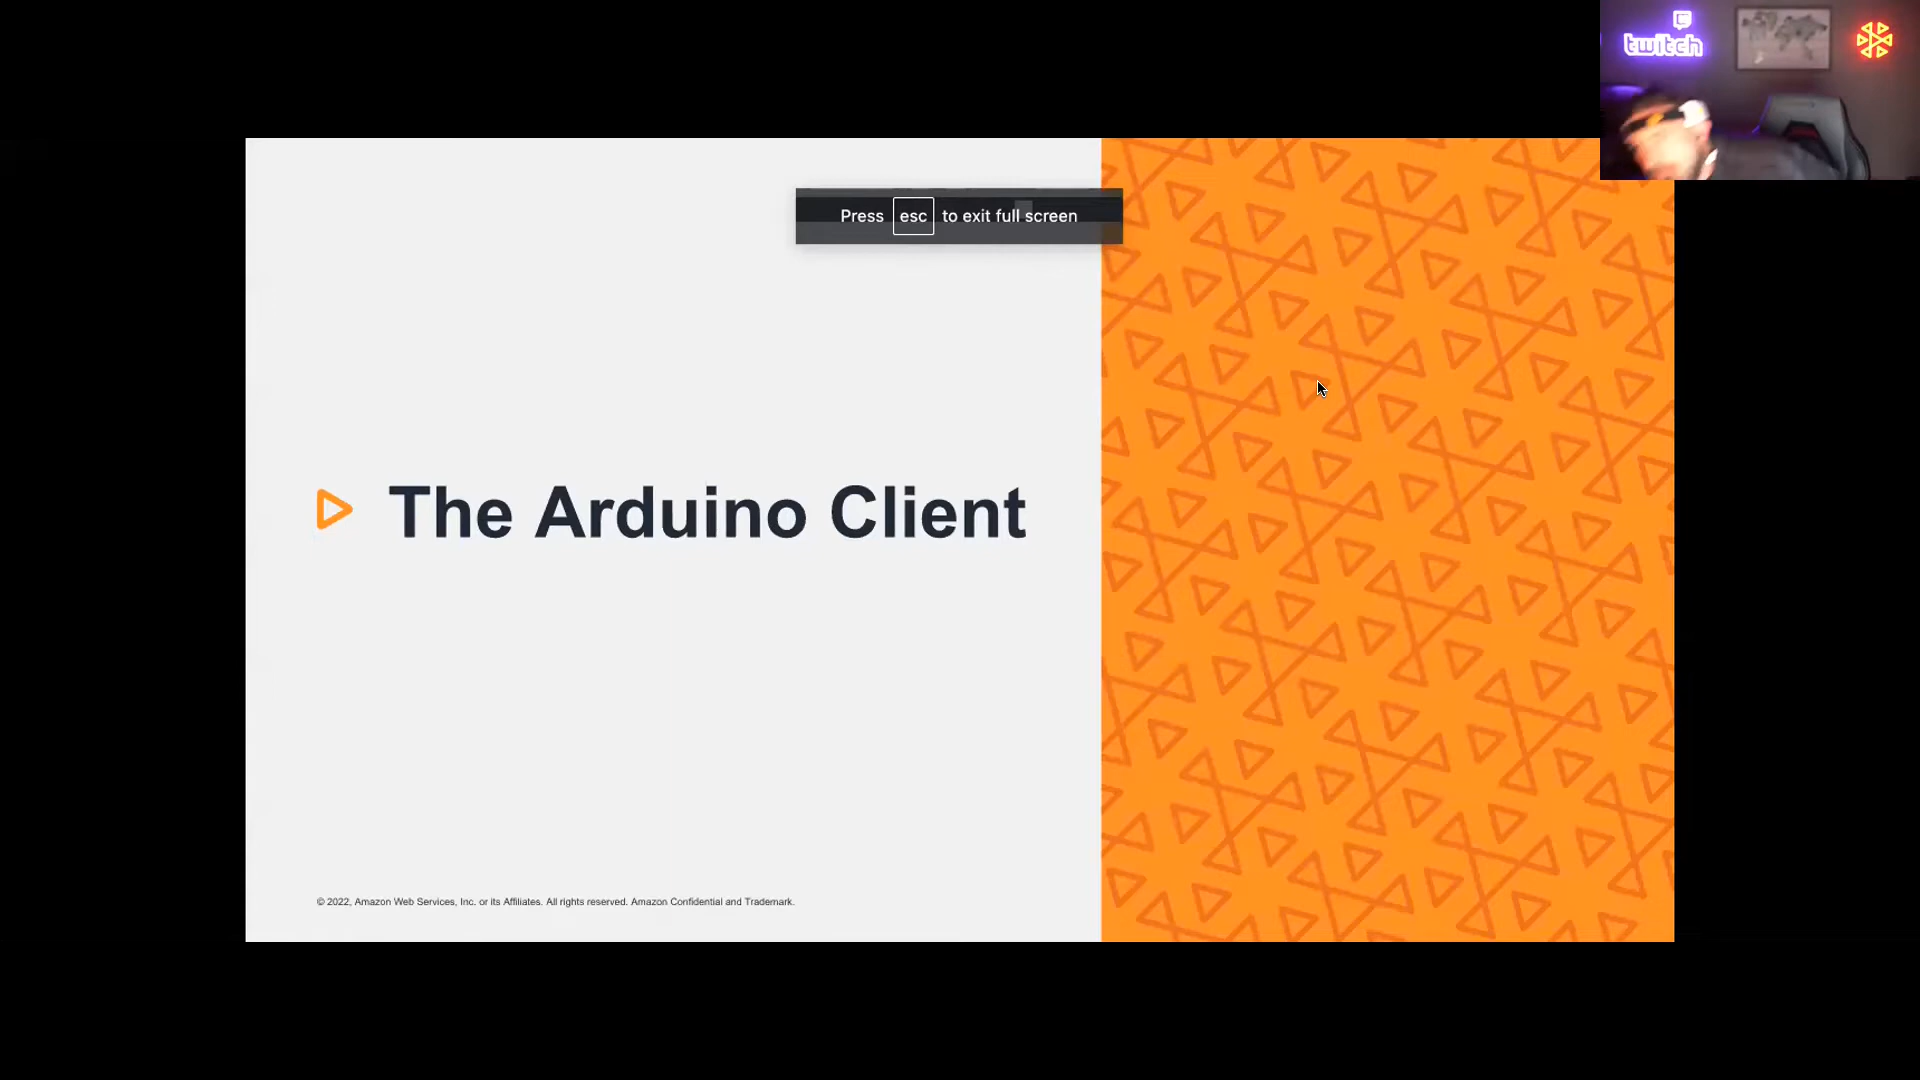 twitch
Press esc to exit full screen
The Arduino Client
© 2022, Amazon Web Services, Inc. or its Affiliates. All rights reserved. Amazon Confidential and Trademark.